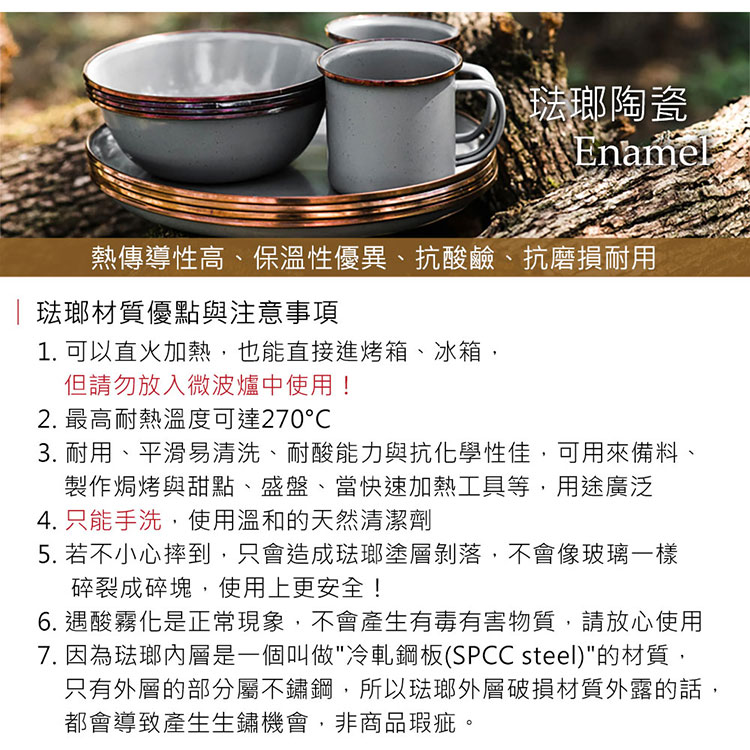 琺瑯陶瓷
Enamel
熱傳導性高、保溫性優異、抗酸鹼、抗磨損耐用
琺瑯材質優點與注意事項
1. 可以直火加熱，也能直接進烤箱、冰箱，
但請勿放入微波爐中使用！
2. 最高耐熱溫度可達270°C
3. 耐用、平滑易清洗、耐酸能力與抗化學性佳，可用來備料、
製作焗烤與甜點、盛盤、當快速加熱工具等，用途廣泛
4. 只能手洗，使用溫和的天然清潔劑
5. 若不小心摔到，只會造成琺瑯塗層剝落，不會像玻璃一樣
碎裂成碎塊，使用上更安全！
6. 遇酸霧化是正常現象，不會產生有毒有害物質，請放心使用
7. 因為琺瑯內層是一個叫做"冷軋鋼板(SPCC steel)"的材質，
只有外層的部分屬不鏽鋼，所以琺瑯外層破損材質外露的話，
都會導致產生生鏽機會，非商品瑕疵。